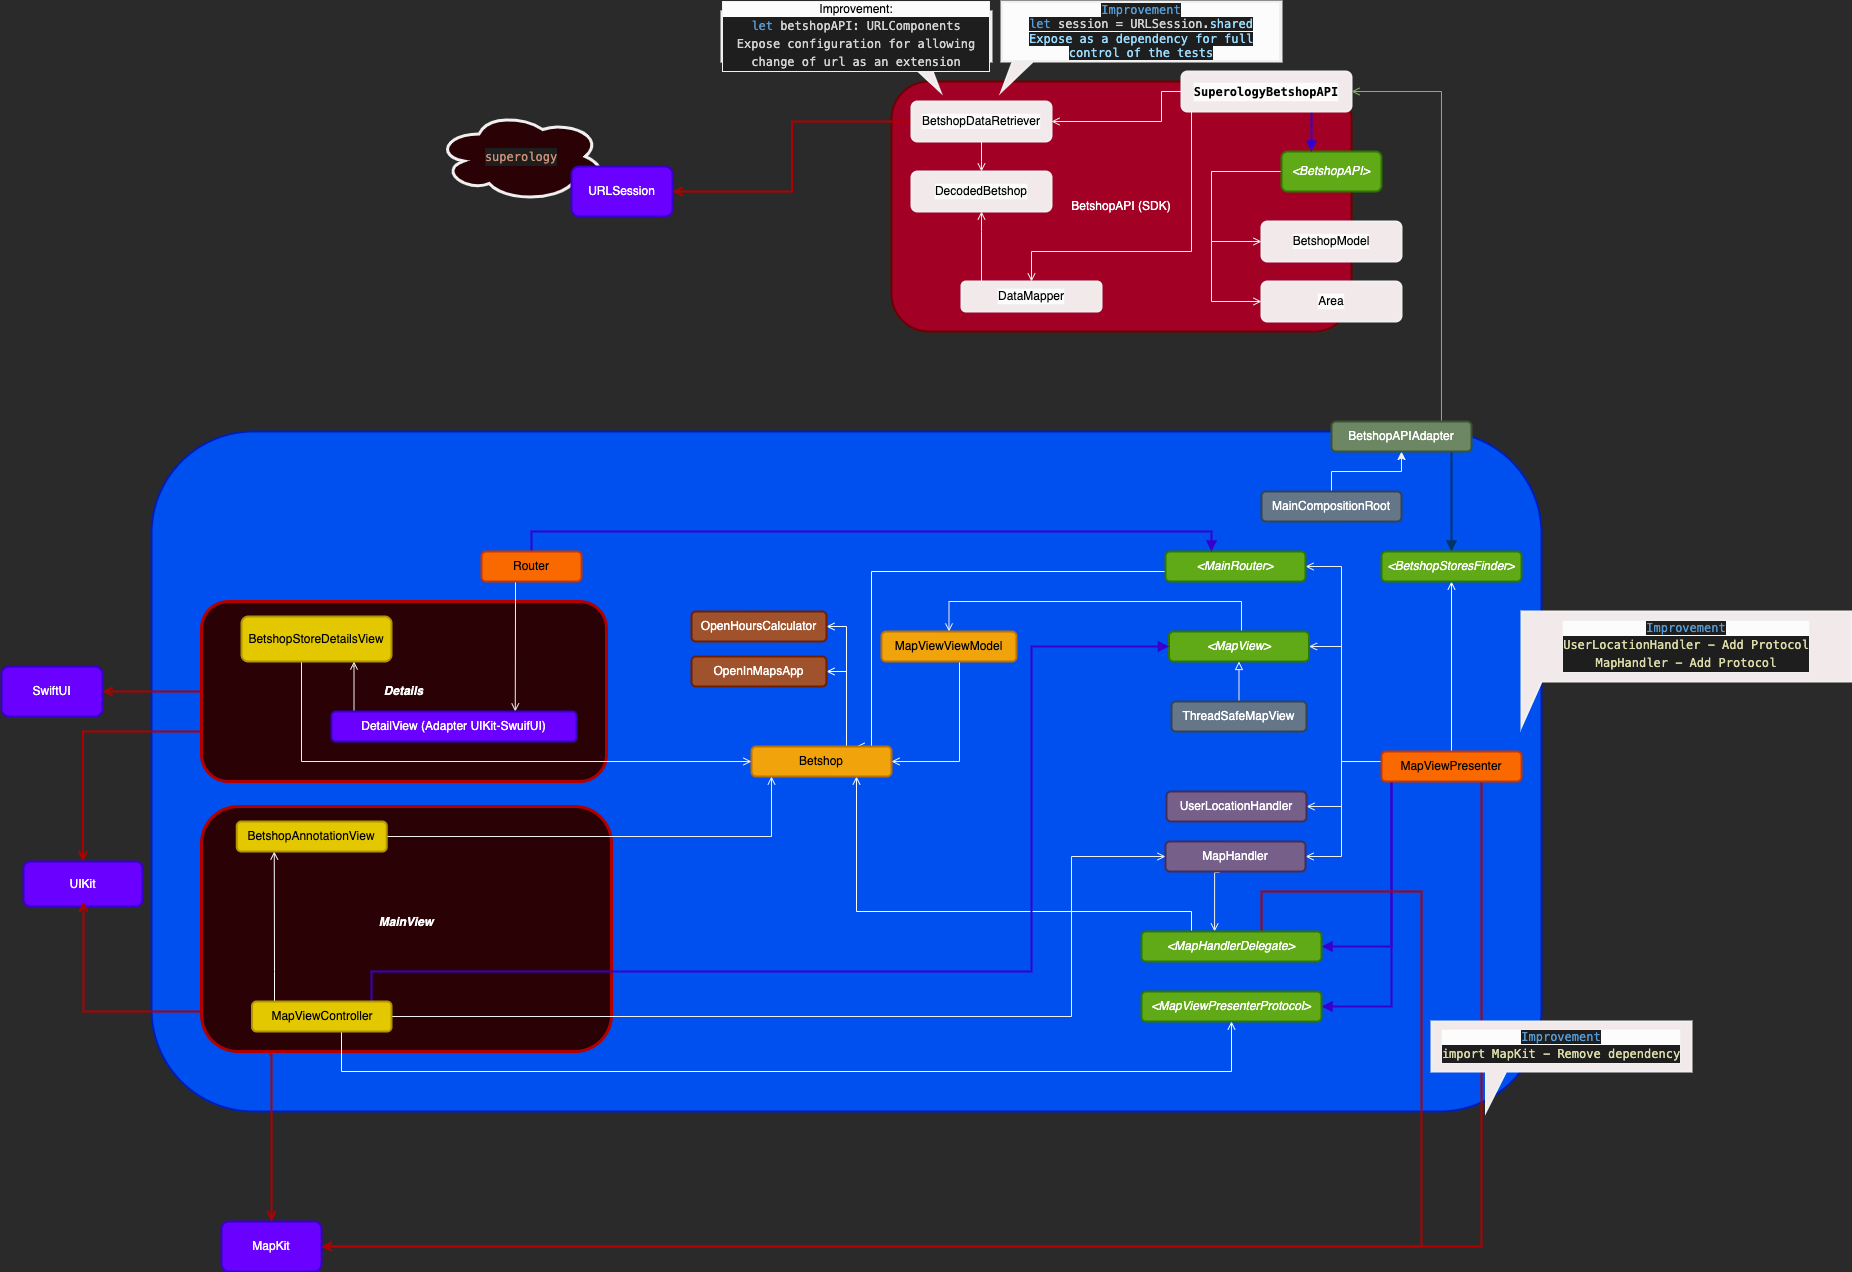 Improvement:
let betshopAPI: URLComponents
Expose configuration for allowing
change of url as an extension
Improvement
let session = URLSession.shared
Expose as a dependency for full
control of the tests
SuperologyBetshopAPI
BetshopDataRetriever
superology
URLSession
<BetshopAPI>
DecodedBetshop
BetshopAPI (SDK)
BetshopModel
DataMapper
Area
BetshopAPIAdapter
MainCompositionRoot
Router
<MainRouter>
<BetshopStoresFinder>
OpenHoursCalculator
BetshopStoreDetailsView
MapViewViewModel
<MapView>
Improvement
UserLocationHandler – Add Protocol
MapHandler – Add Protocol
OpenInMapsApp
SwiftUI
Details
DetailView (Adapter UIKit-SwuifUI)
ThreadSafeMapView
Betshop
MapViewPresenter
UserLocationHandler
BetshopAnnotationView
MapHandler
UIKit
MainView
<MapHandlerDelegate>
<MapViewPresenterProtocol>
MapViewController
Improvement
import MapKit – Remove dependency
MapKit